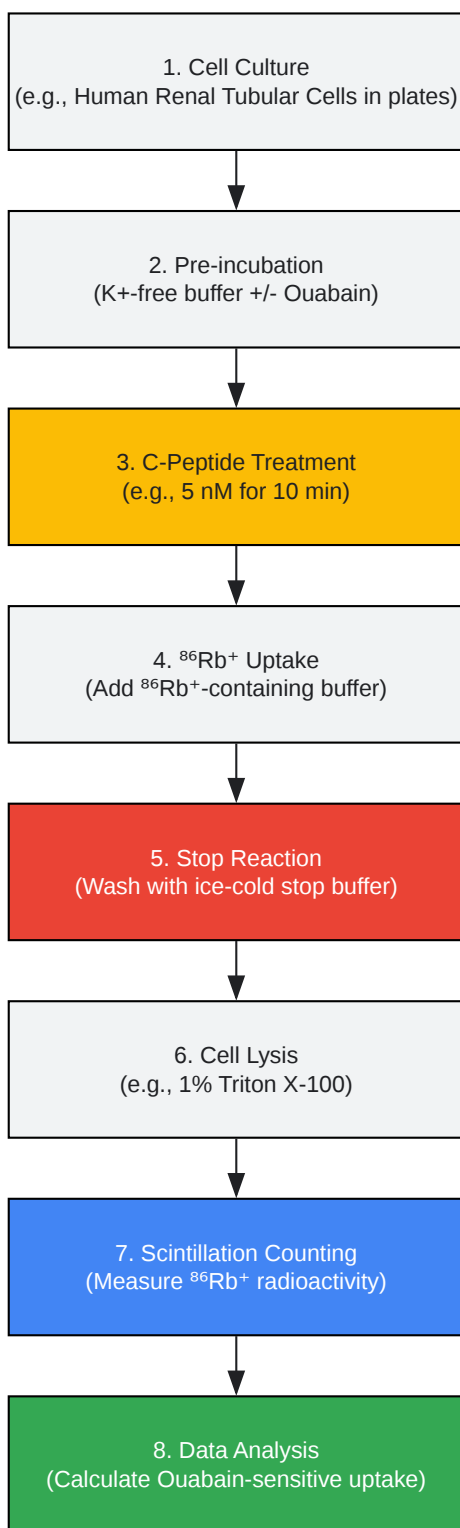 1. Cell Culture
(e.g., Human Renal Tubular Cells in plates)
2. Pre-incubation
(K+-free buffer +/- Ouabain)
3. C-Peptide Treatment
(e.g., 5 nM for 10 min)
4. ⁸⁶Rb⁺ Uptake
(Add ⁸⁶Rb⁺-containing buffer)
5. Stop Reaction
(Wash with ice-cold stop buffer)
6. Cell Lysis
(e.g., 1% Triton X-100)
7. Scintillation Counting
(Measure ⁸⁶Rb⁺ radioactivity)
8. Data Analysis
(Calculate Ouabain-sensitive uptake)